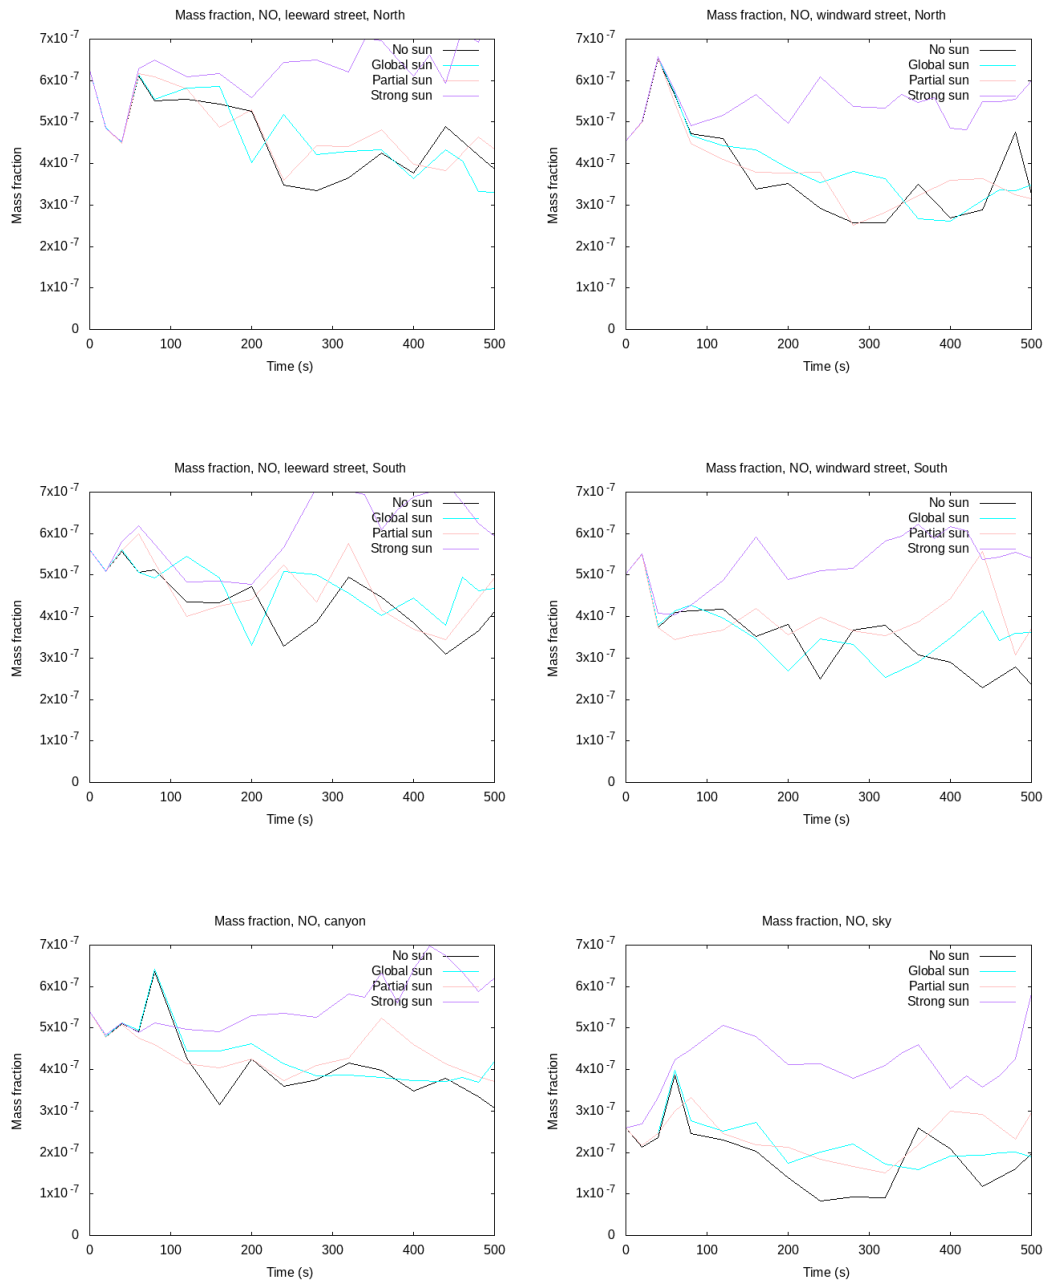 Mass fraction, NO, leeward street, North
7x10 -7
6x10 -7
5x10 -7
4x10 -7
3x10 -7
2x10 -7
1x10 -7
0
Mass fraction
No sun
Global sun
Partial sun
Strong sun
0 100 200 300 400 500
Time (s)
Mass fraction, NO, windward street, North
7x10 -7
6x10 -7
5x10 -7
4x10 -7
3x10 -7
2x10 -7
1x10 -7
0
Mass fraction
No sun
Global sun
Partial sun
Strong sun
0 100 200 300 400 500
Time (s)
Mass fraction, NO, leeward street, South
7x10 -7
6x10 -7
5x10 -7
4x10 -7
3x10 -7
2x10 -7
1x10 -7
0
Mass fraction
No sun
Global sun
Partial sun
Strong sun
0 100 200 300 400 500
Time (s)
Mass fraction, NO, windward street, South
7x10 -7
6x10 -7
5x10 -7
4x10 -7
3x10 -7
2x10 -7
1x10 -7
0
Mass fraction
No sun
Global sun
Partial sun
Strong sun
0 100 200 300 400 500
Time (s)
Mass fraction, NO, canyon
7x10 -7
6x10 -7
5x10 -7
4x10 -7
3x10 -7
2x10 -7
1x10 -7
0
Mass fraction
No sun
Global sun
Partial sun
Strong sun
0 100 200 300 400 500
Time (s)
Mass fraction, NO, sky
7x10 -7
6x10 -7
5x10 -7
4x10 -7
3x10 -7
2x10 -7
1x10 -7
0
Mass fraction
No sun
Global sun
Partial sun
Strong sun
0 100 200 300 400 500
Time (s)